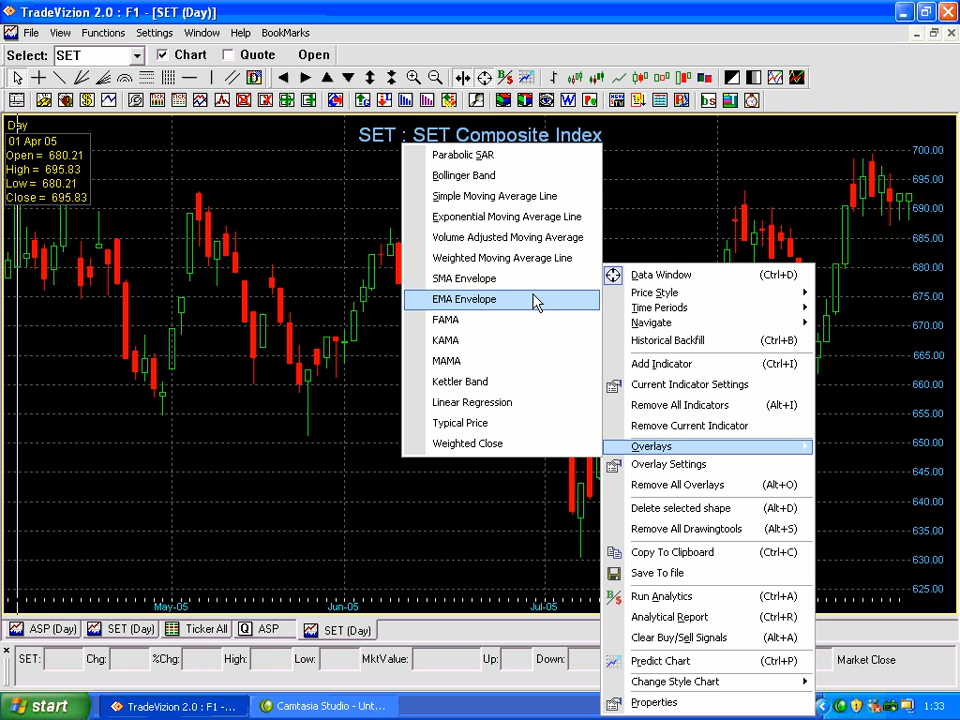 TradeVizion 2.0 : F1 - [SET (Day)]
File View Functions Settings Window Help BookMarks
Select: SET Chart Quote Open
Day
01 Apr 05
Open = 680.21
High = 695.83
Low = 680.21
Close = 695.83
SET : SET Composite Index
700.00
695.00
690.00
685.00
680.00
675.00
670.00
665.00
660.00
655.00
650.00
645.00
640.00
635.00
630.00
625.00
Parabolic SAR
Bollinger Band
Simple Moving Average Line
Exponential Moving Average Line
Volume Adjusted Moving Average
Weighted Moving Average Line
SMA Envelope
EMA Envelope
FAMA
KAMA
MAMA
Kettler Band
Linear Regression
Typical Price
Weighted Close
Data Window (Ctrl+D)
Price Style
Time Periods
Navigate
Historical Backfill (Ctrl+B)
Add Indicator (Ctrl+I)
Current Indicator Settings
Remove All Indicators (Alt+I)
Remove Current Indicator
Overlays
Overlay Settings
Remove All Overlays (Alt+O)
Delete selected shape (Alt+D)
Remove All Drawingtools (Alt+S)
Copy To Clipboard (Ctrl+C)
Save To file
Run Analytics (Ctrl+A)
Analytical Report (Ctrl+R)
Clear Buy/Sell Signals (Alt+A)
Predict Chart (Ctrl+P)
Change Style Chart
Properties
May-05 Jun-05 Jul-05
ASP (Day) SET (Day) Ticker All Q ASP SET (Day)
SET: Chg: %Chg: High: Low: MktValue: Up: Down: Market Close
start TradeVizion 2.0 : F1 -... Camtasia Studio - Unt... 1:33